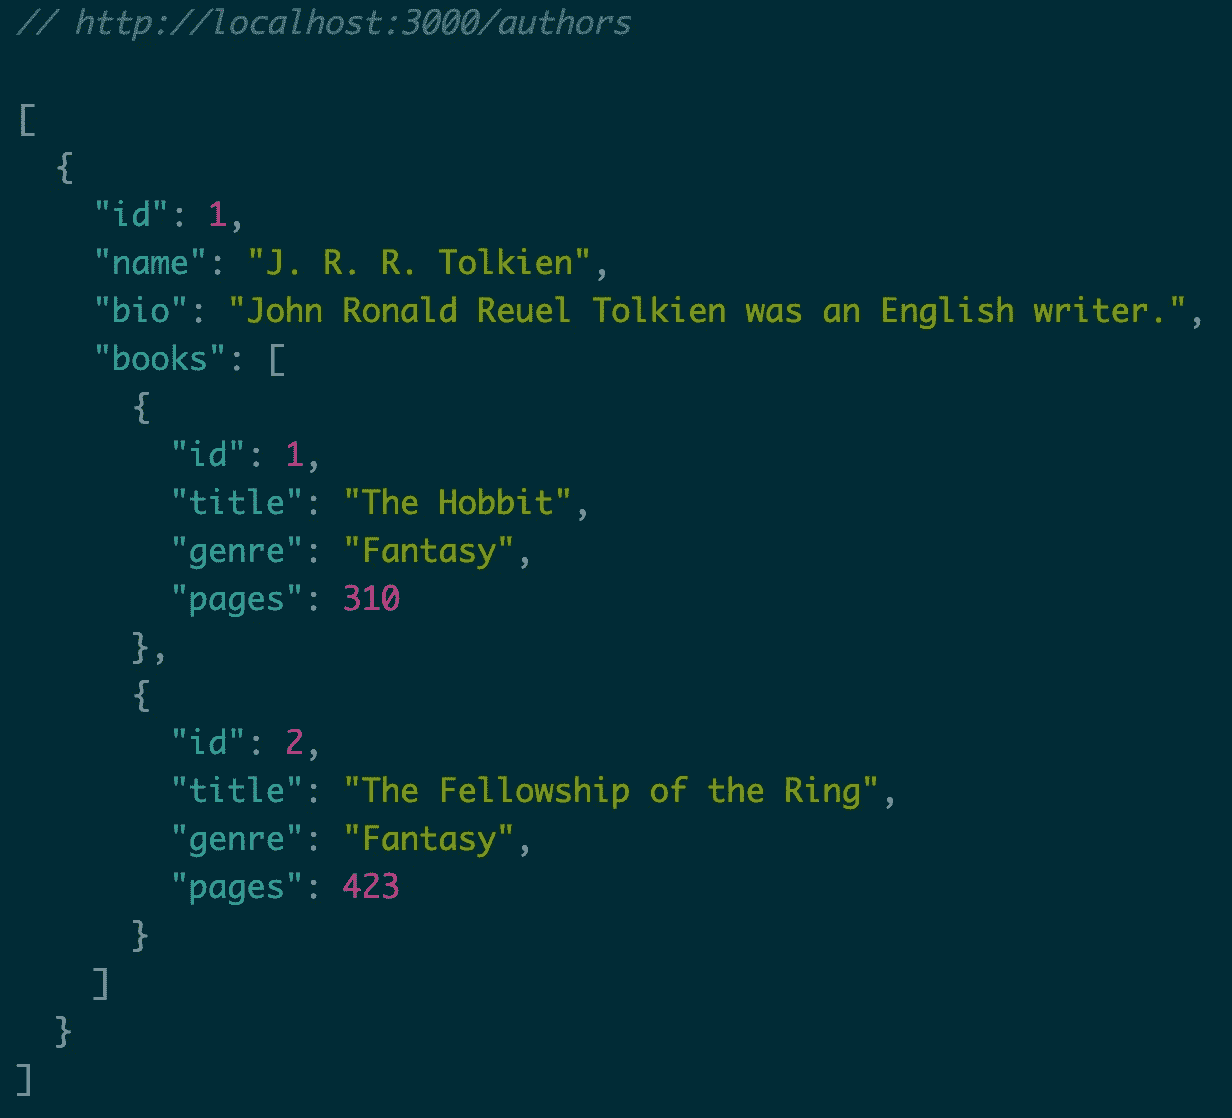 // http://localhost:3000/authors
[
  {
    "id": 1,
    "name": "J. R. R. Tolkien",
    "bio": "John Ronald Reuel Tolkien was an English writer.",
    "books": [
      {
        "id": 1,
        "title": "The Hobbit",
        "genre": "Fantasy",
        "pages": 310
      },
      {
        "id": 2,
        "title": "The Fellowship of the Ring",
        "genre": "Fantasy",
        "pages": 423
      }
    ]
  }
]